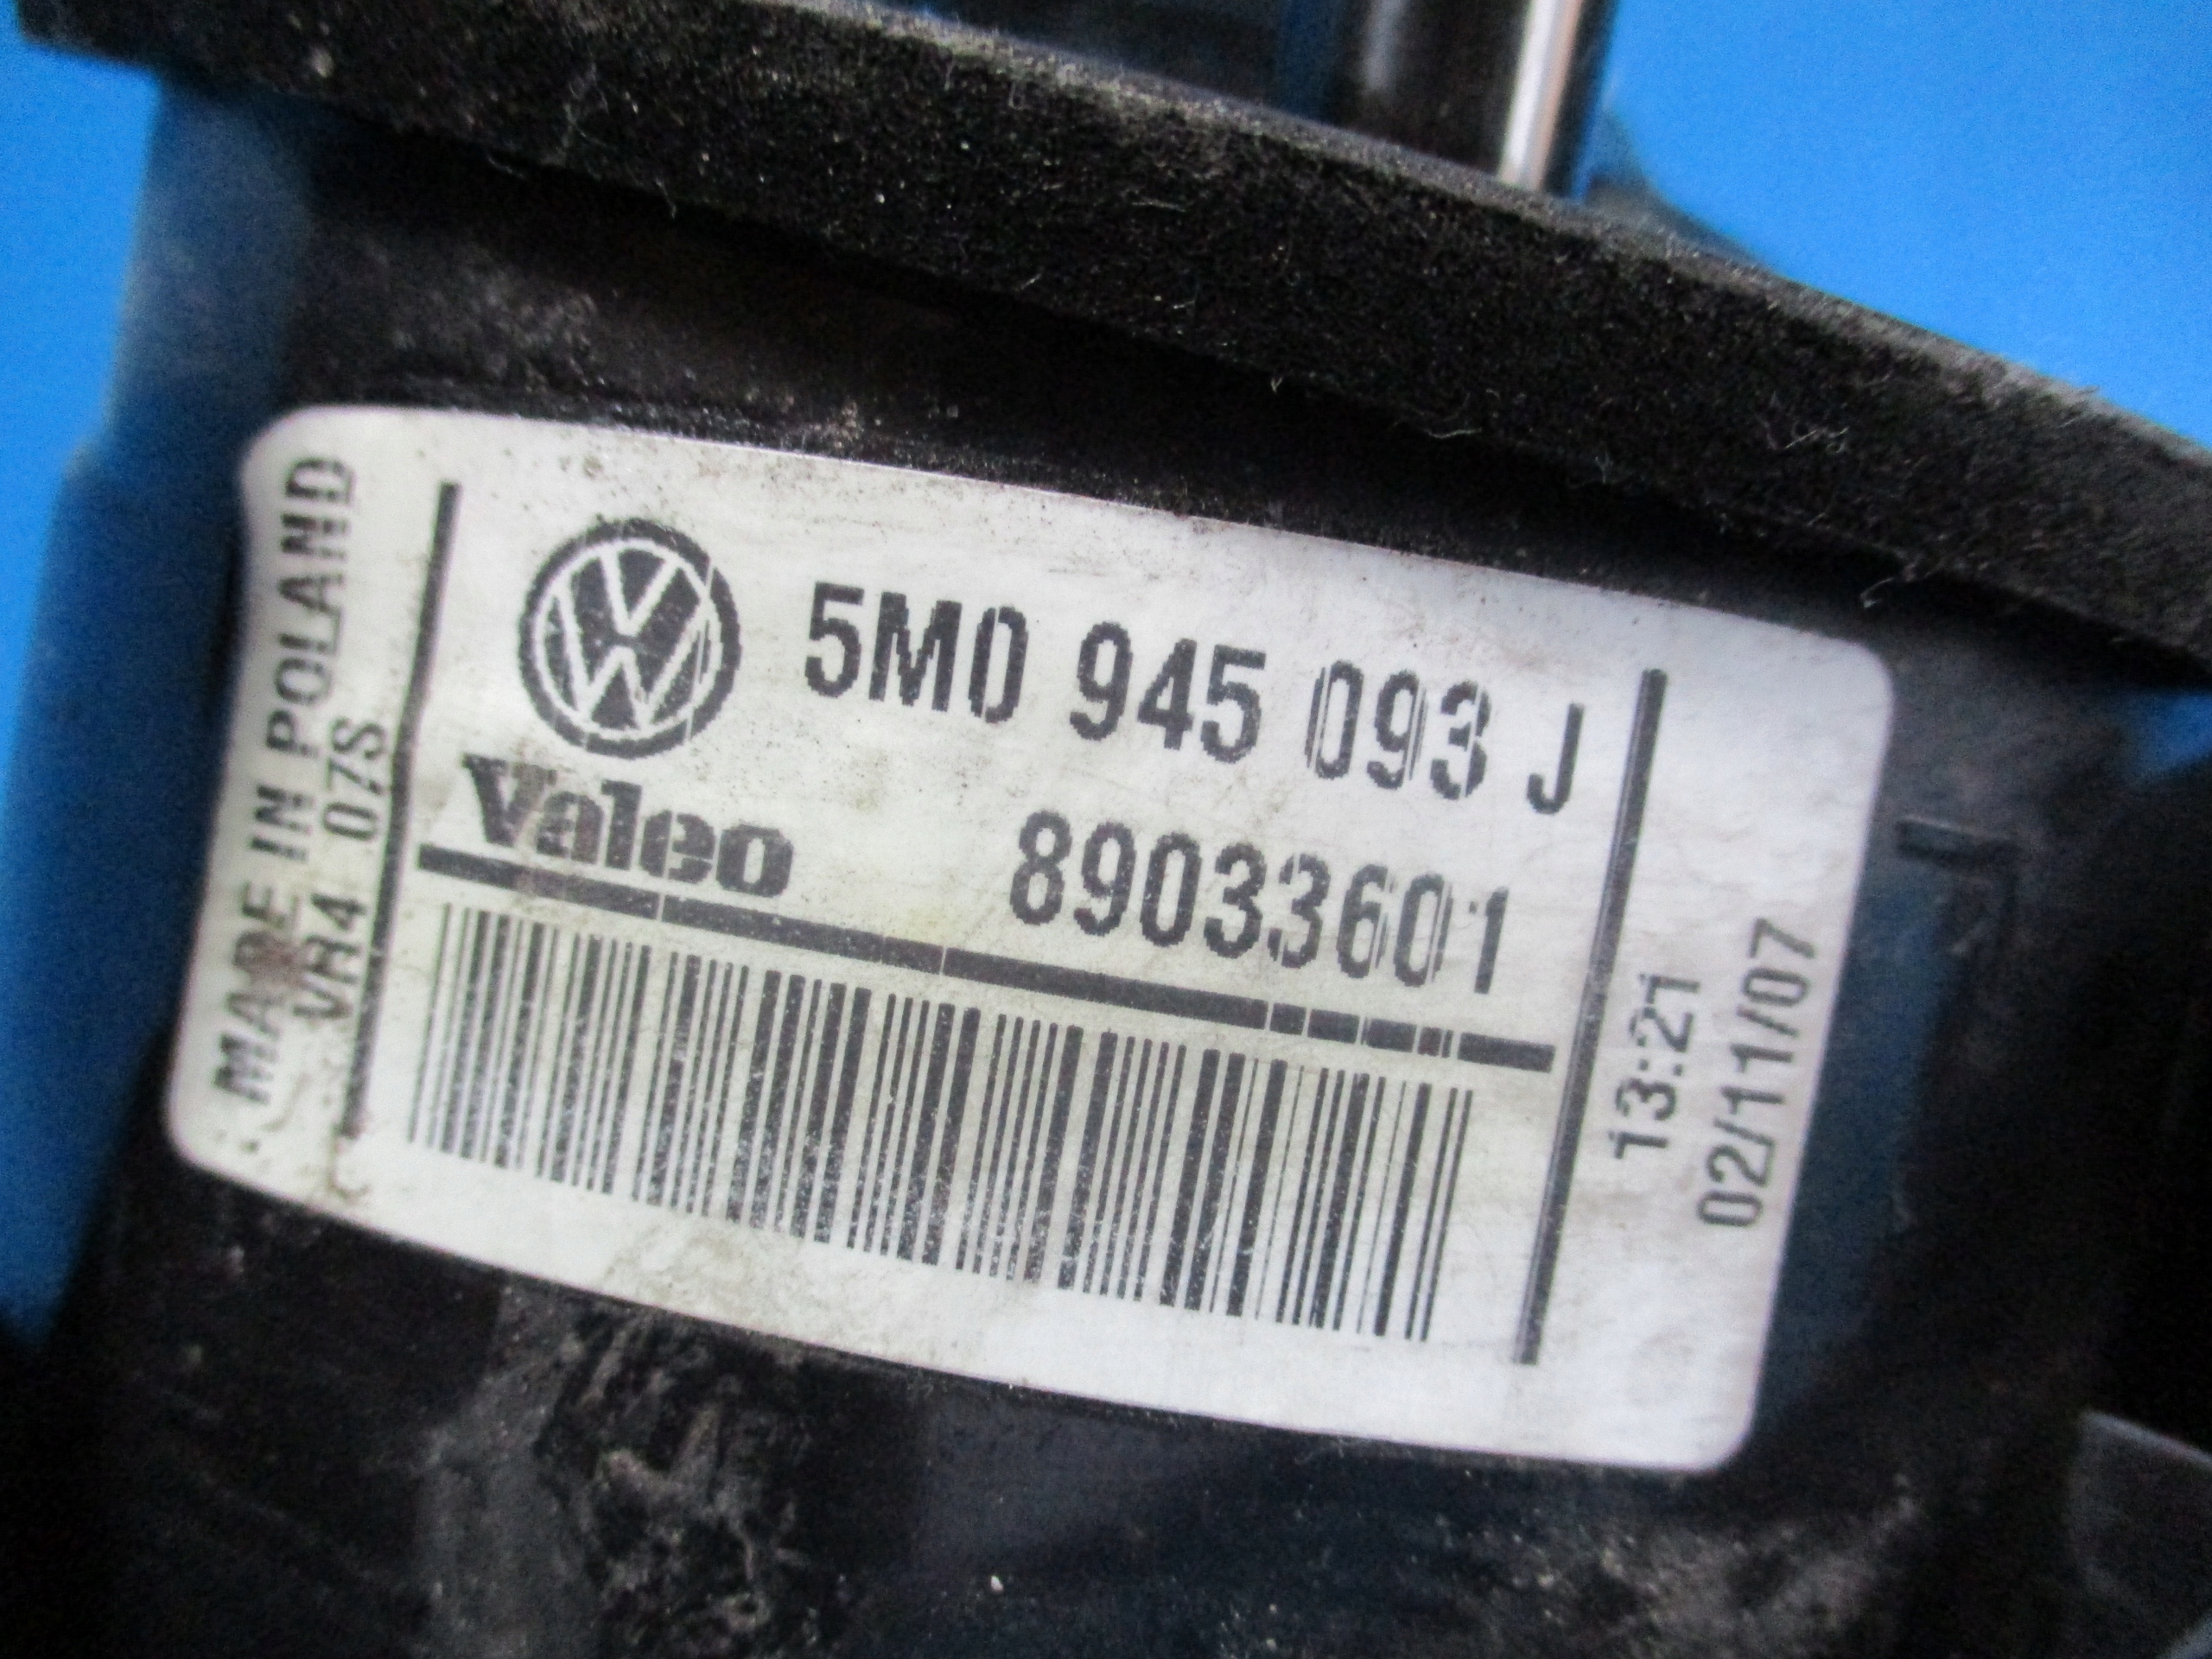 MADE IN POLAND
VR4 07S
5M0 945 093 J
Valeo
89033601
13:21
02/11/07